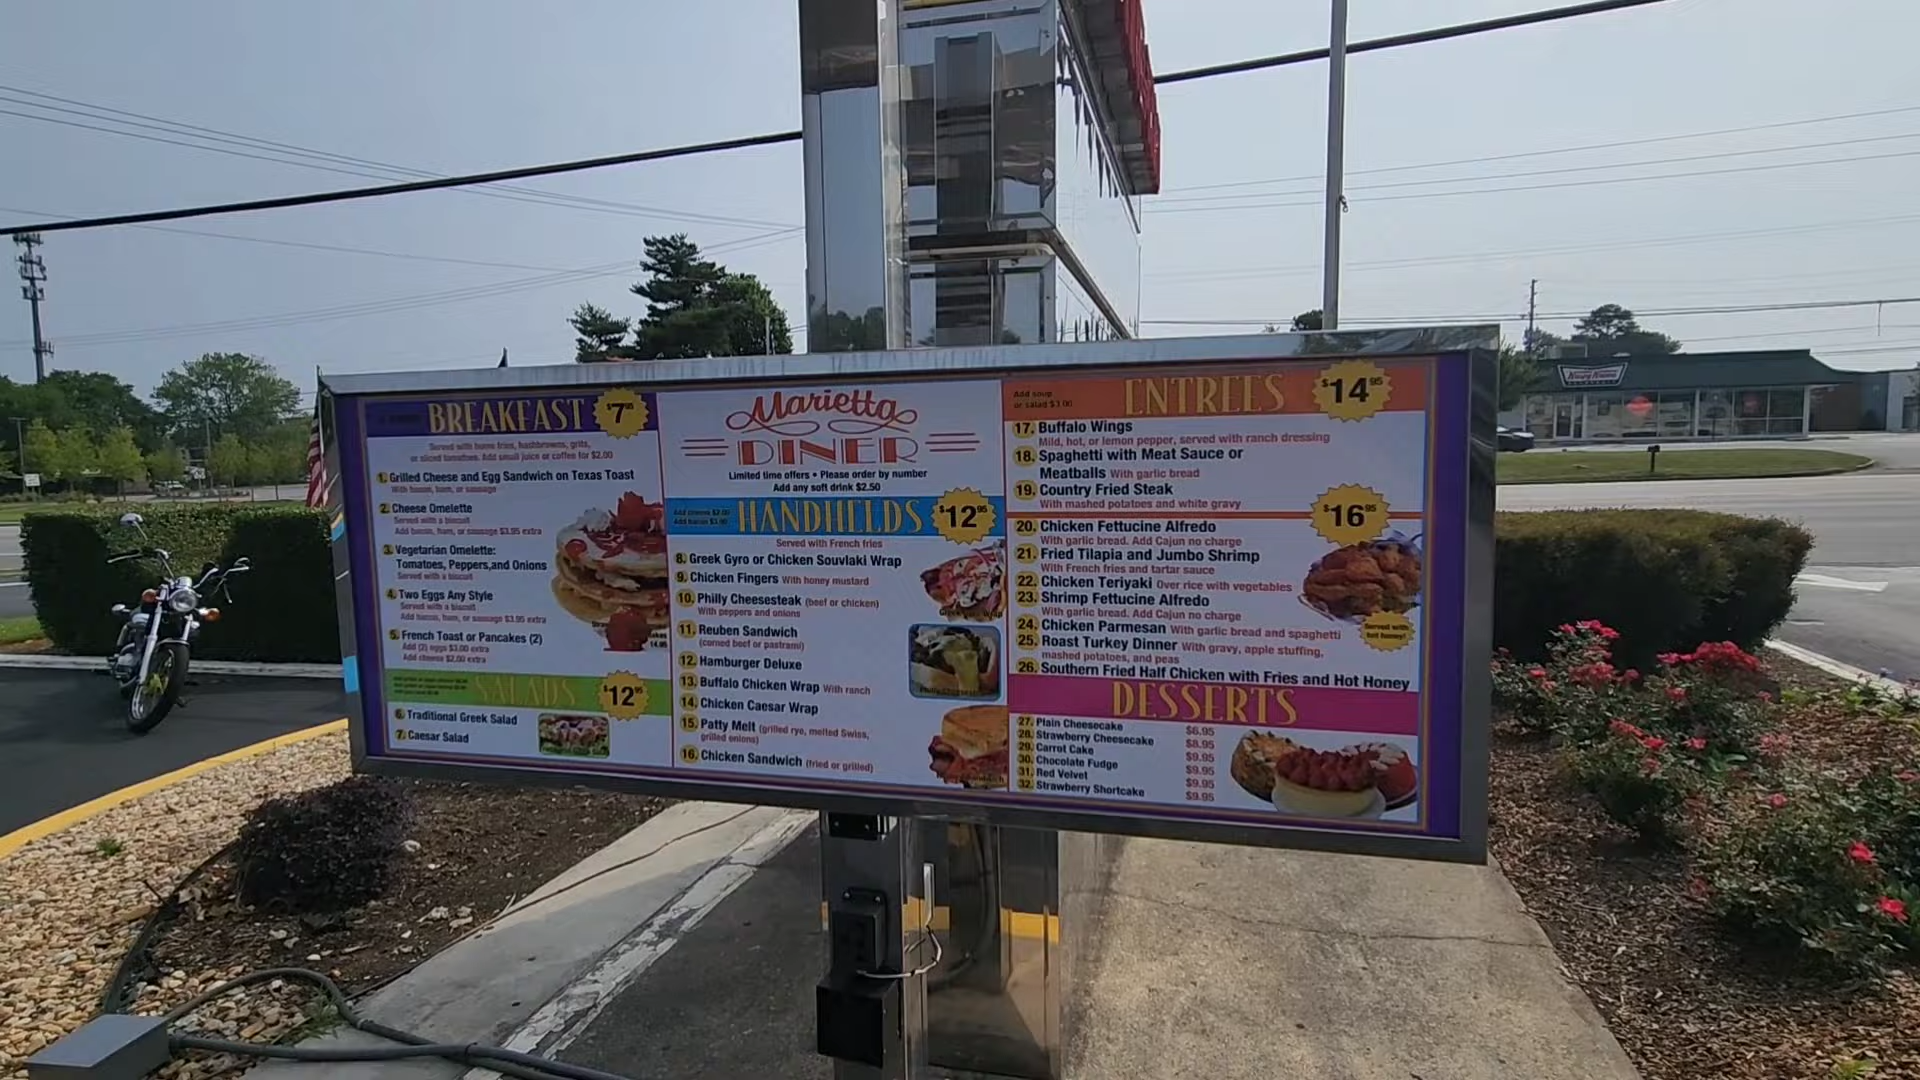 BREAKFAST $7.95
Served with home fries, hashbrowns, grits,
or sliced tomatoes. Add small juice or coffee for $2.00
1. Grilled Cheese and Egg Sandwich on Texas Toast
With bacon, ham, or sausage
2. Cheese Omelette
Served with a biscuit
Add bacon, ham, or sausage $3.95 extra
3. Vegetarian Omelette:
Tomatoes, Peppers,and Onions
Served with a biscuit
4. Two Eggs Any Style
Served with a biscuit
Add bacon, ham, or sausage $3.95 extra
5. French Toast or Pancakes (2)
Add (2) eggs $3.00 extra
Add cheese $2.00 extra
SALADS $12.95
6. Traditional Greek Salad
7. Caesar Salad
Marietta
DINER
Limited time offers • Please order by number
Add any soft drink $2.50
HANDHELDS $12.95
Served with French fries
8. Greek Gyro or Chicken Souvlaki Wrap
9. Chicken Fingers With honey mustard
10. Philly Cheesesteak (beef or chicken)
With peppers and onions
11. Reuben Sandwich
(corned beef or pastrami)
12. Hamburger Deluxe
13. Buffalo Chicken Wrap With ranch
14. Chicken Caesar Wrap
15. Patty Melt (grilled rye, melted Swiss,
grilled onions)
16. Chicken Sandwich (fried or grilled)
Add soup
or salad $3.00
ENTREES $14.95
17. Buffalo Wings
Mild, hot, or lemon pepper, served with ranch dressing
18. Spaghetti with Meat Sauce or
Meatballs With garlic bread
19. Country Fried Steak
With mashed potatoes and white gravy
$16.95
20. Chicken Fettucine Alfredo
With garlic bread. Add Cajun no charge
21. Fried Tilapia and Jumbo Shrimp
With French fries and tartar sauce
22. Chicken Teriyaki Over rice with vegetables
23. Shrimp Fettucine Alfredo
With garlic bread. Add Cajun no charge
24. Chicken Parmesan With garlic bread and spaghetti
25. Roast Turkey Dinner With gravy, apple stuffing,
mashed potatoes, and peas
26. Southern Fried Half Chicken with Fries and Hot Honey
Served with
hot honey!
DESSERTS
27. Plain Cheesecake $6.95
28. Strawberry Cheesecake $8.95
29. Carrot Cake $9.95
30. Chocolate Fudge $9.95
31. Red Velvet $9.95
32. Strawberry Shortcake $9.95
Krispy Kreme